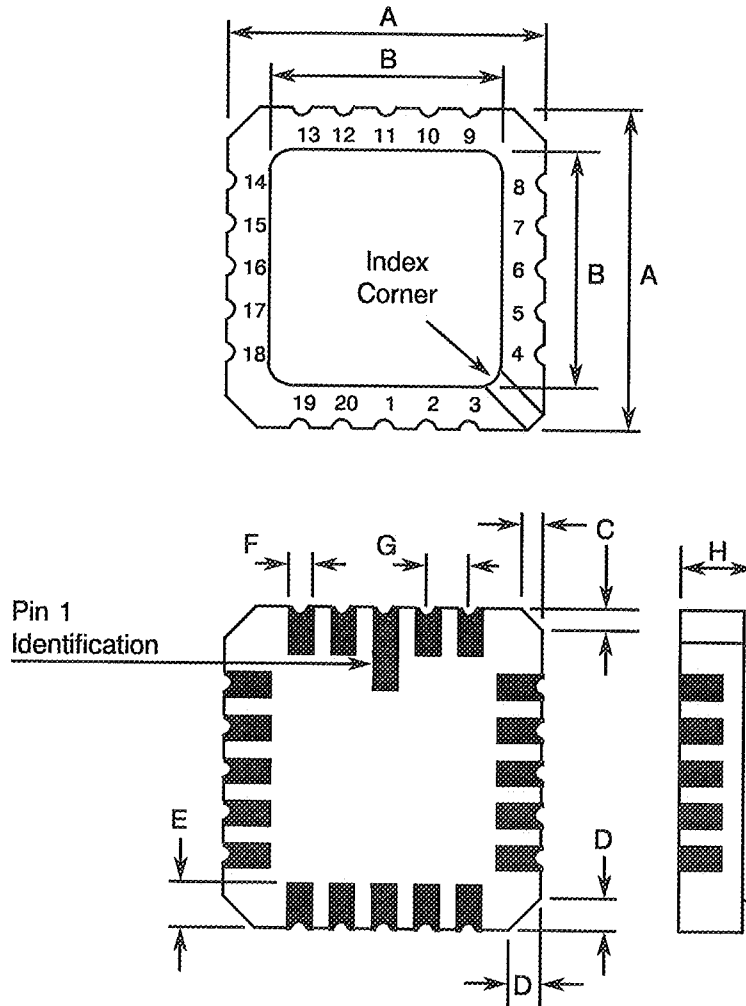 A
B
13 12 11 10 9
14 8
15 7
16 6
17 5
18 4
Index
Corner
B
A
19 20 1 2 3
C
F
G
H
Pin 1
Identification
E
D
D